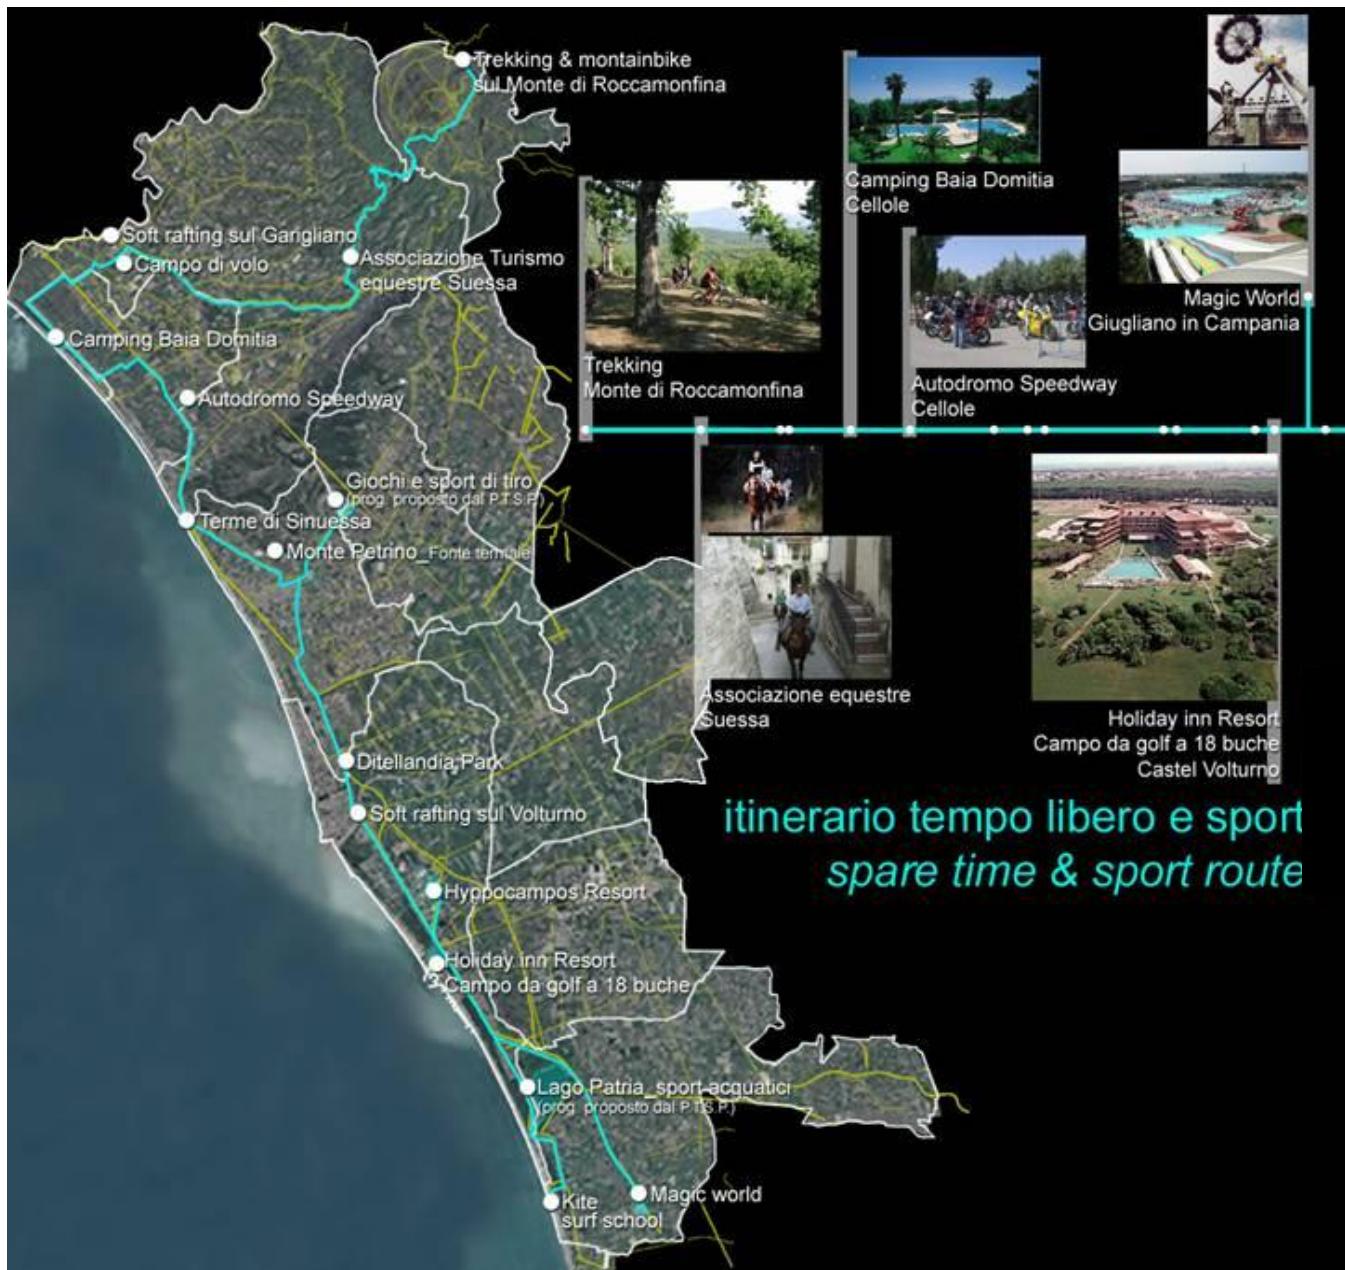 Trekking & montainbike
sul Monte di Roccamonfina
Soft rafting sul Garigliano
Campo di volo
Associazione Turismo
equestre Suessa
Camping Baia Domitia
Autodromo Speedway
Giochi e sport di tiro
(prog. proposto dal P.T.S.P.)
Terme di Sinuessa
Monte Petrino_Fonte termale
Ditellandia Park
Soft rafting sul Volturno
Hyppocampos Resort
Holiday inn Resort
Campo da golf a 18 buche
Lago Patria_sport acquatici
(prog. proposto dal P.T.S.P.)
Magic world
Kite
surf school
Camping Baia Domitia
Cellole
Magic World
Giugliano in Campania
Trekking
Monte di Roccamonfina
Autodromo Speedway
Cellole
Associazione equestre
Suessa
Holiday inn Resort
Campo da golf a 18 buche
Castel Volturno
itinerario tempo libero e sport
spare time & sport route